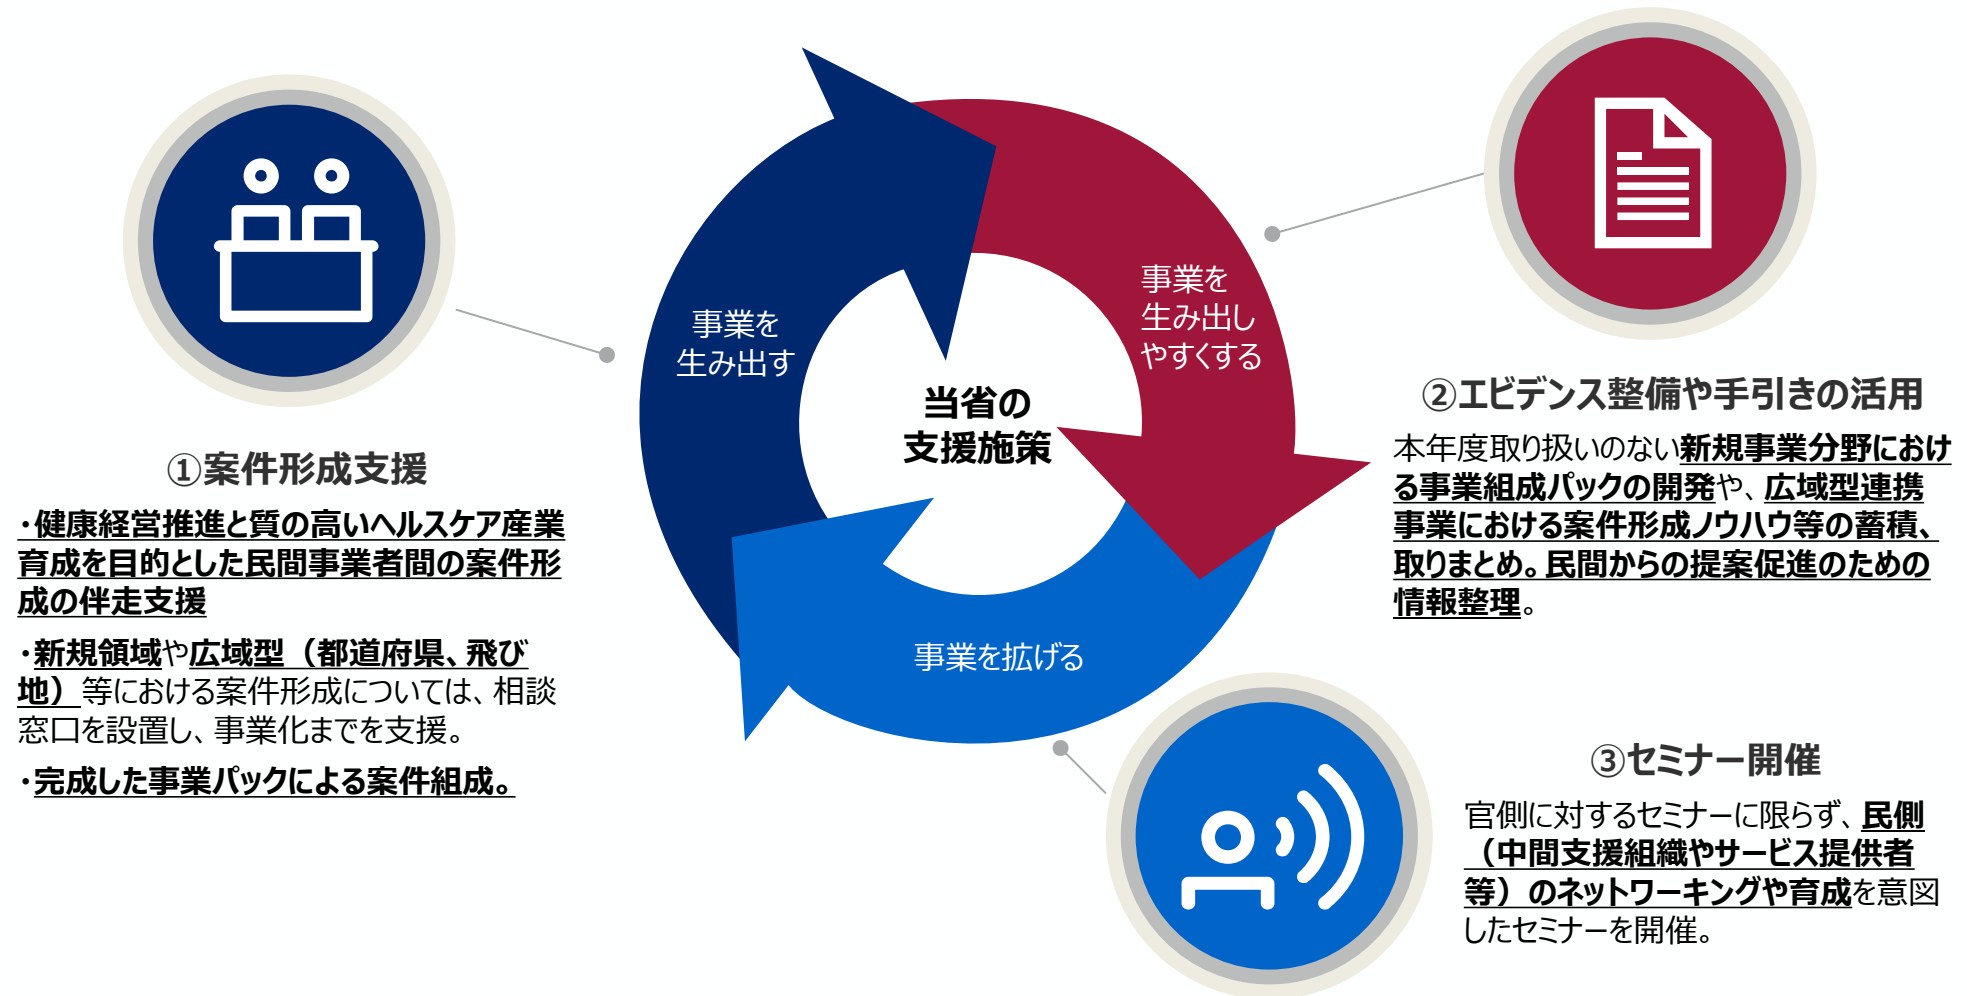 事業を
生み出す
事業を
生み出し
やすくする
当省の
支援施策
事業を拡げる
①案件形成支援
・健康経営推進と質の高いヘルスケア産業
育成を目的とした民間事業者間の案件形
成の伴走支援
・新規領域や広域型（都道府県、飛び
地）等における案件形成については、相談
窓口を設置し、事業化までを支援。
・完成した事業パックによる案件組成。
②エビデンス整備や手引きの活用
本年度取り扱いのない新規事業分野におけ
る事業組成パックの開発や、広域型連携
事業における案件形成ノウハウ等の蓄積、
取りまとめ。民間からの提案促進のための
情報整理。
③セミナー開催
官側に対するセミナーに限らず、民側
（中間支援組織やサービス提供者
等）のネットワーキングや育成を意図
したセミナーを開催。